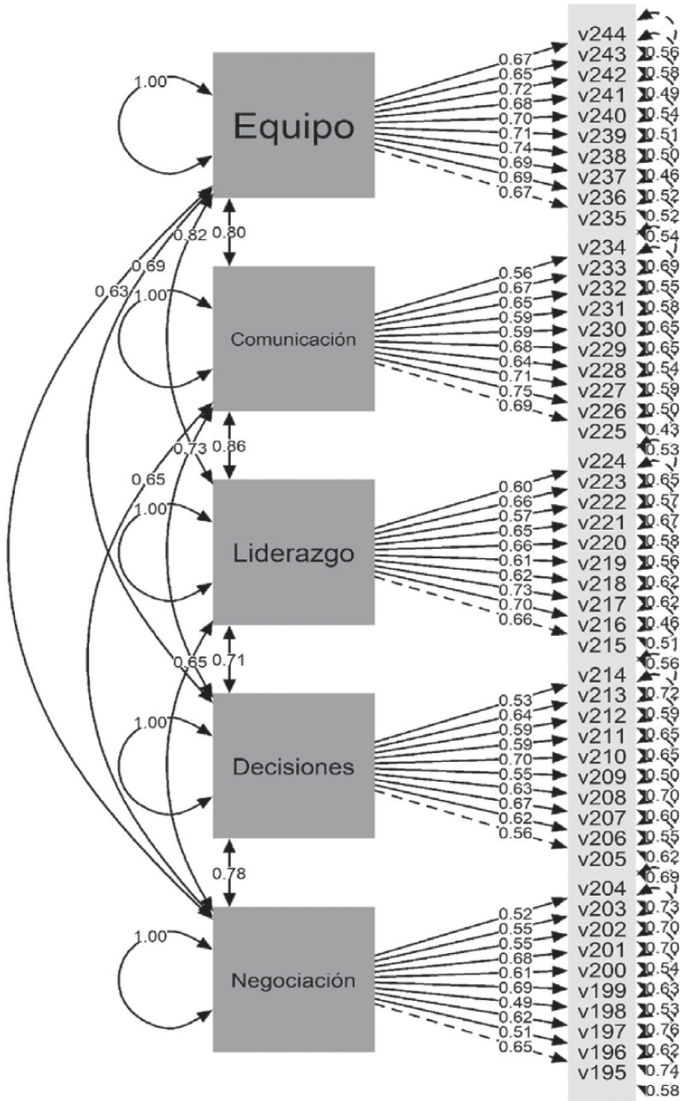 v244
v243 0.56
v242 0.58
v241 0.49
v240 0.54
v239 0.51
v238 0.50
v237 0.46
v236 0.52
v235 0.52
0.54
1.00
Equipo
0.67
0.65
0.72
0.68
0.70
0.71
0.74
0.69
0.69
0.67
0.82 0.80
0.69
0.63
v234
v233 0.69
v232 0.55
v231 0.58
v230 0.65
v229 0.65
v228 0.54
v227 0.59
v226 0.50
v225 0.43
0.53
1.00
Comunicación
0.56
0.67
0.65
0.59
0.59
0.68
0.64
0.71
0.75
0.69
0.73 0.86
0.65
v224
v223 0.65
v222 0.57
v221 0.67
v220 0.58
v219 0.56
v218 0.62
v217 0.62
v216 0.46
v215 0.51
0.56
1.00
Liderazgo
0.60
0.66
0.57
0.65
0.66
0.61
0.62
0.73
0.70
0.66
0.65 0.71
v214
v213 0.72
v212 0.59
v211 0.65
v210 0.65
v209 0.50
v208 0.70
v207 0.60
v206 0.55
v205 0.62
0.69
1.00
Decisiones
0.53
0.64
0.59
0.59
0.70
0.55
0.63
0.67
0.62
0.56
0.78
v204
v203 0.73
v202 0.70
v201 0.70
v200 0.54
v199 0.63
v198 0.53
v197 0.76
v196 0.62
v195 0.74
0.58
1.00
Negociación
0.52
0.55
0.55
0.68
0.61
0.69
0.49
0.62
0.51
0.65